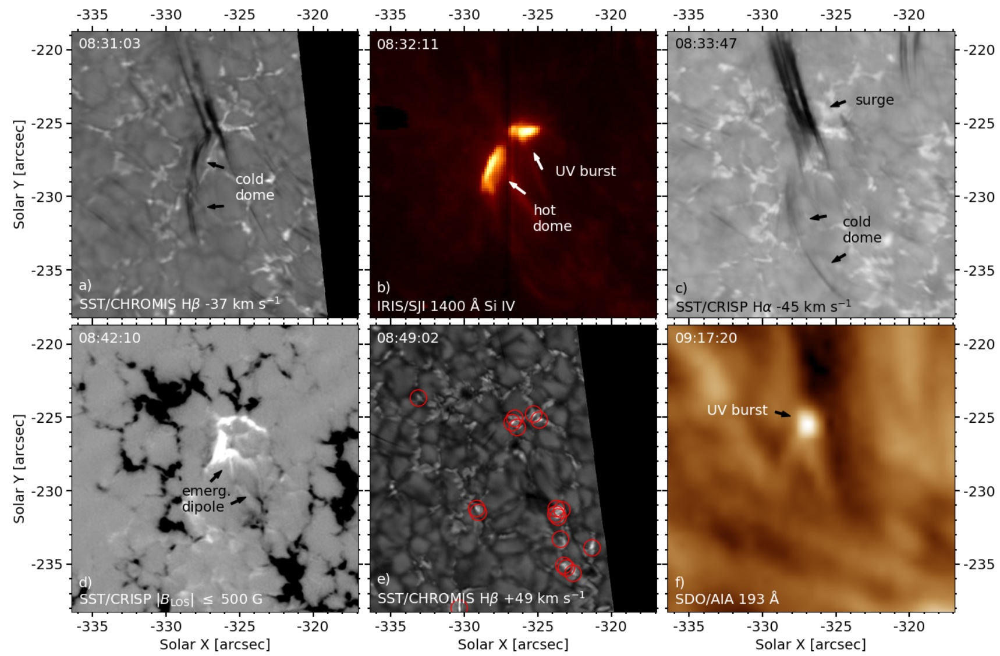 -335 -330 -325 -320 -335 -330 -325 -320 -335 -330 -325 -320
08:31:03
08:32:11
08:33:47
-220
-225
-230
-235
Solar Y [arcsec]
cold
dome
a)
SST/CHROMIS Hβ -37 km s⁻¹
UV burst
hot
dome
b)
IRIS/SJI 1400 Å Si IV
surge
cold
dome
c)
SST/CRISP Hα -45 km s⁻¹
-220
-225
-230
-235
08:42:10
08:49:02
09:17:20
-220
-225
-230
-235
Solar Y [arcsec]
emerg.
dipole
d)
SST/CRISP |B_LOS| ≤ 500 G
e)
SST/CHROMIS Hβ +49 km s⁻¹
UV burst
f)
SDO/AIA 193 Å
-220
-225
-230
-235
-335 -330 -325 -320 -335 -330 -325 -320 -335 -330 -325 -320
Solar X [arcsec] Solar X [arcsec] Solar X [arcsec]